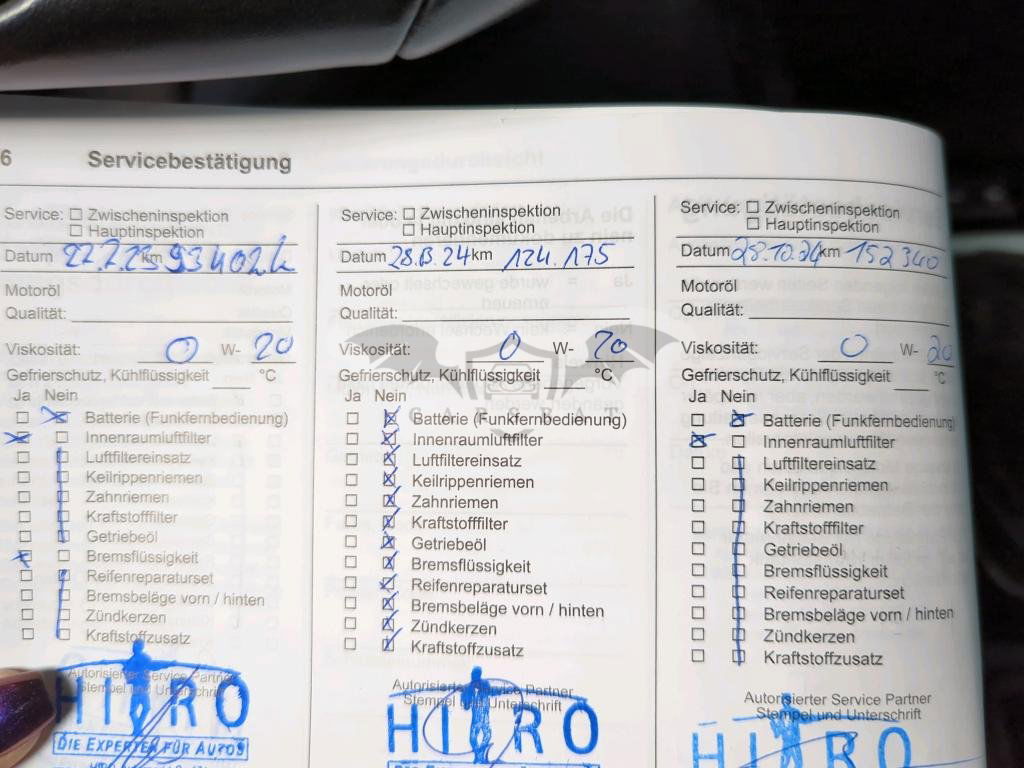 6 Servicebestätigung
Service: Zwischeninspektion
Hauptinspektion
Datum 22.7.23 km 93402
Motoröl
Qualität:
Viskosität: 0 W- 20
Gefrierschutz, Kühlflüssigkeit °C
Ja Nein
Batterie (Funkfernbedienung)
Innenraumluftfilter
Luftfiltereinsatz
Keilrippenriemen
Zahnriemen
Kraftstofffilter
Getriebeöl
Bremsflüssigkeit
Reifenreparaturset
Bremsbeläge vorn / hinten
Zündkerzen
Kraftstoffzusatz
Autorisierter Service Partner
Stempel und Unterschrift
HIRO
DIE EXPERTEN FÜR AUTOS
Service: Zwischeninspektion
Hauptinspektion
Datum 24 km 124.175
Motoröl
Qualität:
Viskosität: 0 W- 20
Gefrierschutz, Kühlflüssigkeit °C
Ja Nein
Batterie (Funkfernbedienung)
Innenraumluftfilter
Luftfiltereinsatz
Keilrippenriemen
Zahnriemen
Kraftstofffilter
Getriebeöl
Bremsflüssigkeit
Reifenreparaturset
Bremsbeläge vorn / hinten
Zündkerzen
Kraftstoffzusatz
Autorisierter Service Partner
Stempel und Unterschrift
HIRO
Service: Zwischeninspektion
Hauptinspektion
Datum 28.10.24 km 152340
Motoröl
Qualität:
Viskosität: 0 W- 20
Gefrierschutz, Kühlflüssigkeit °C
Ja Nein
Batterie (Funkfernbedienung)
Innenraumluftfilter
Luftfiltereinsatz
Keilrippenriemen
Zahnriemen
Kraftstofffilter
Getriebeöl
Bremsflüssigkeit
Reifenreparaturset
Bremsbeläge vorn / hinten
Zündkerzen
Kraftstoffzusatz
Autorisierter Service Partner
Stempel und Unterschrift
HIRO